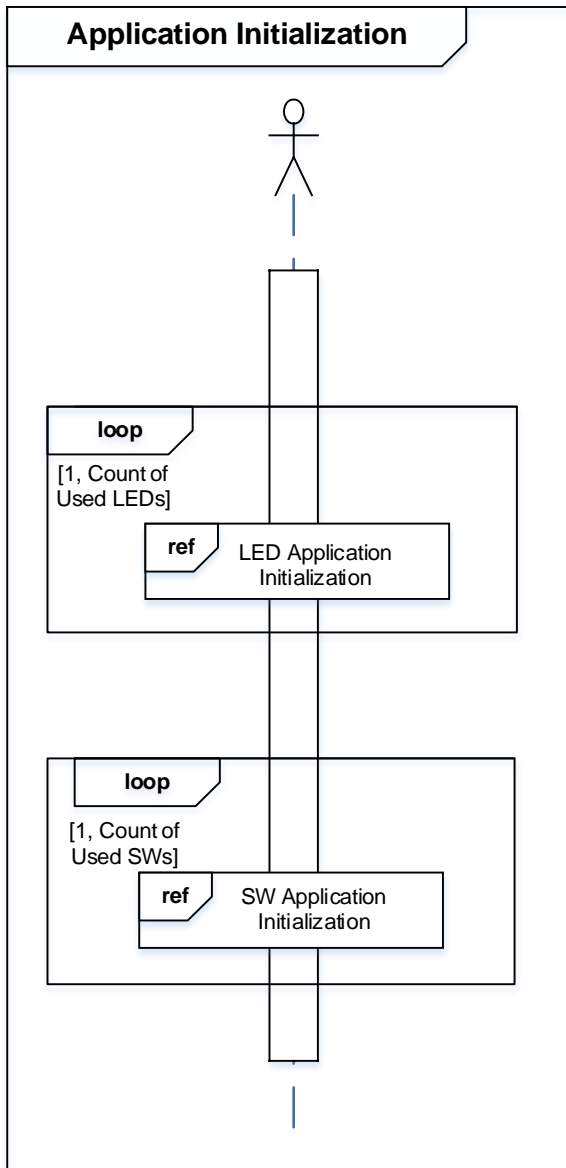 Application Initialization
loop
[1, Count of
Used LEDs]
ref
LED Application
Initialization
loop
[1, Count of
Used SWs]
ref
SW Application
Initialization